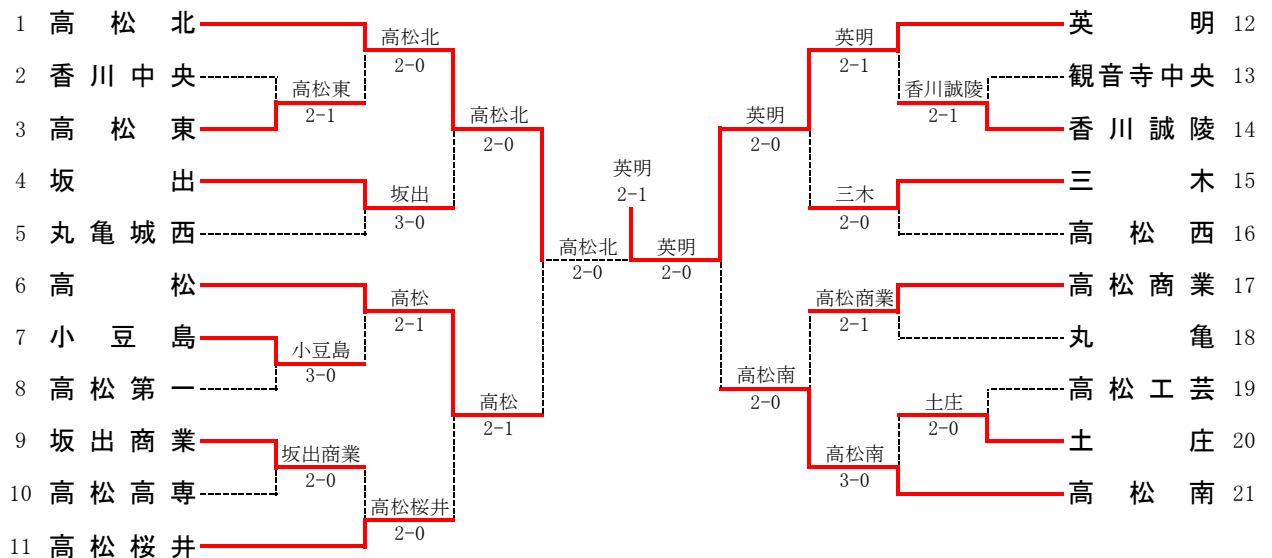 1 高松北
高松北
2-0
2 香川中央
高松東
2-1
3 高松東
高松北
2-0
4 坂出
坂出
3-0
5 丸亀城西
高松北
2-0
6 高松
高松
2-1
7 小豆島
小豆島
3-0
8 高松第一
高松
2-1
9 坂出商業
坂出商業
2-0
10 高松高専
高松桜井
2-0
11 高松桜井
英明
2-1
英明
2-0
英明 12
英明
2-1
観音寺中央 13
香川誠陵
2-1
香川誠陵 14
英明
2-0
三木 15
三木
2-0
高松西 16
高松商業 17
高松商業
2-1
丸亀 18
高松南
2-0
高松工芸 19
土庄
2-0
土庄 20
高松南
3-0
高松南 21